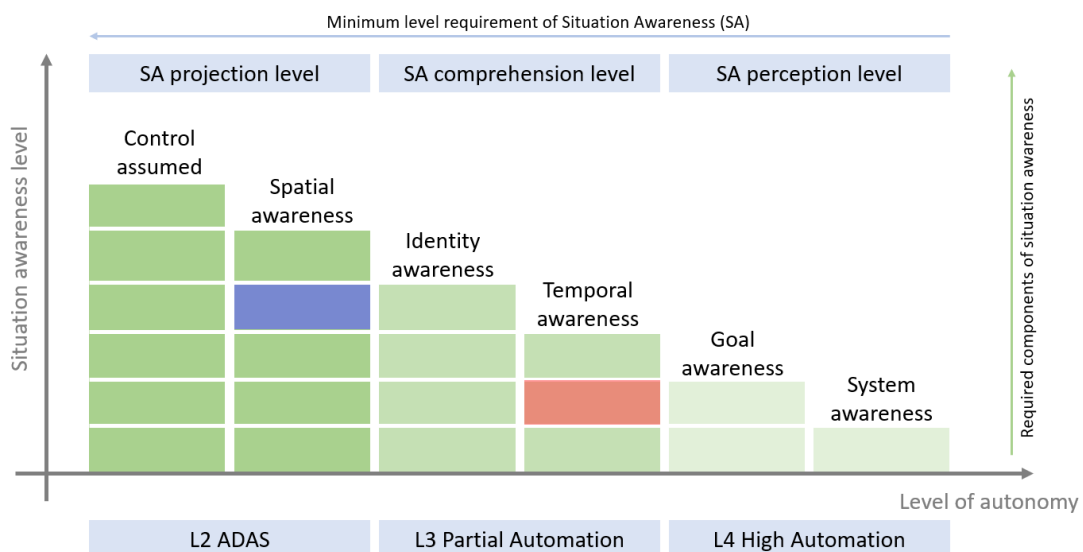 Minimum level requirement of Situation Awareness (SA)
SA projection level
SA comprehension level
SA perception level
Situation awareness level
Required components of situation awareness
Control
assumed
Spatial
awareness
Identity
awareness
Temporal
awareness
Goal
awareness
System
awareness
Level of autonomy
L2 ADAS
L3 Partial Automation
L4 High Automation